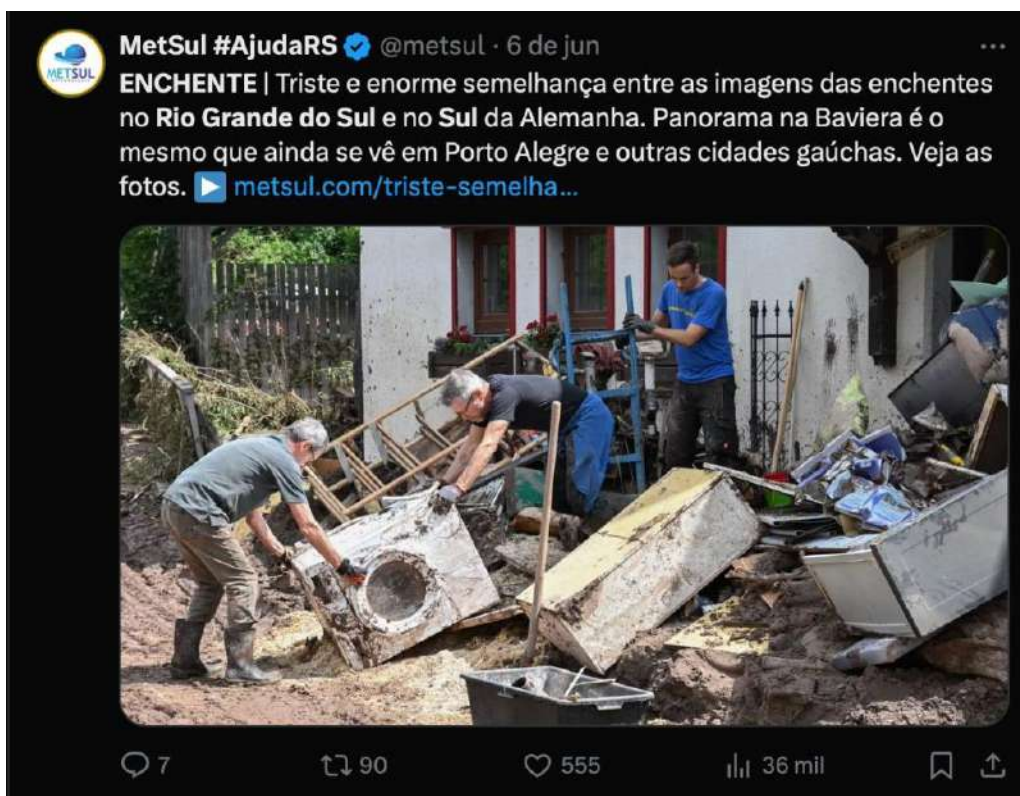 MetSul #AjudaRS @metsul · 6 de jun
METSUL
ENCHENTE | Triste e enorme semelhança entre as imagens das enchentes
no Rio Grande do Sul e no Sul da Alemanha. Panorama na Baviera é o
mesmo que ainda se vê em Porto Alegre e outras cidades gaúchas. Veja as
fotos. metsul.com/triste-semelha...
7 90 555 36 mil